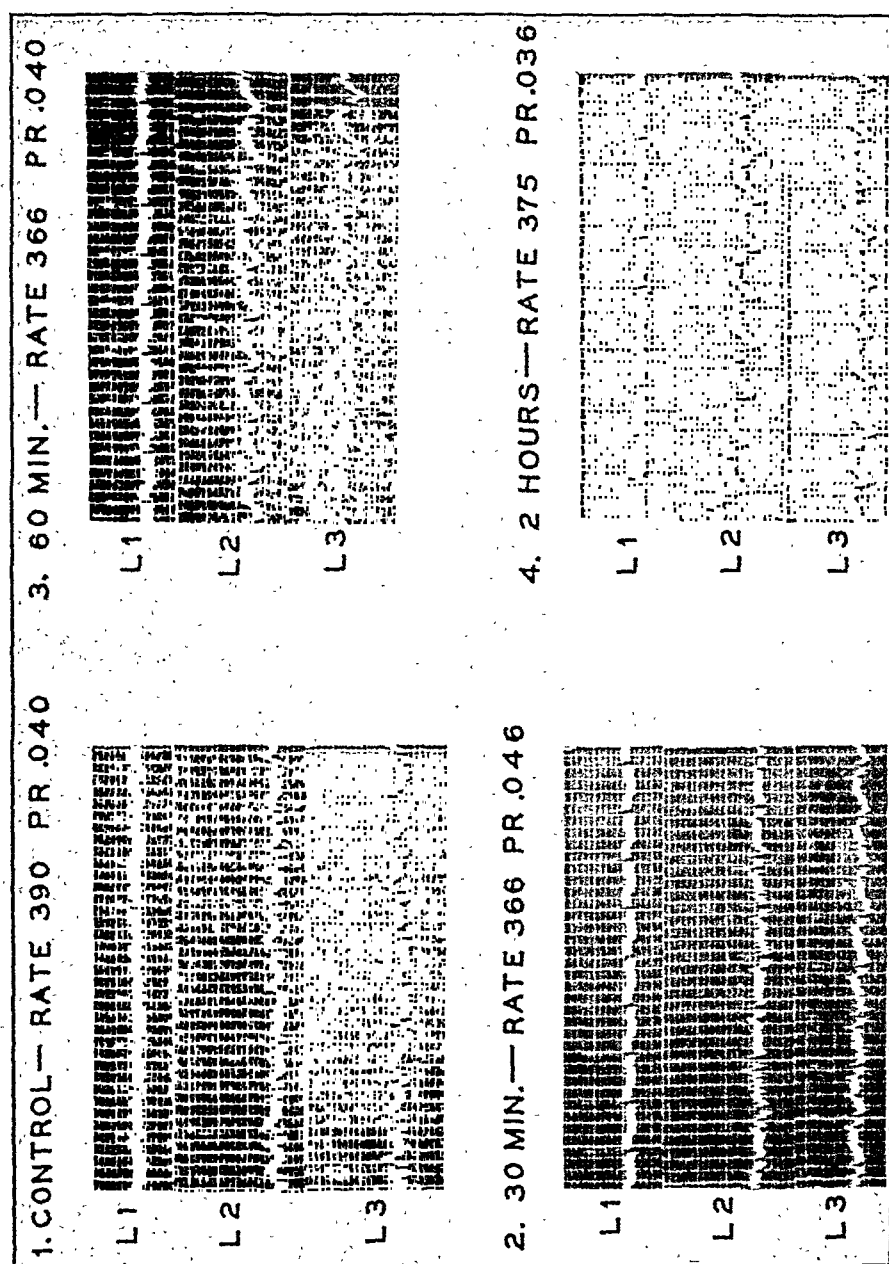 1. CONTROL— RATE 390 PR .040
L1
L2
L3
2. 30 MIN.— RATE 366 PR .046
L1
L2
L3
3. 60 MIN.— RATE 366 PR .040
L1
L2
L3
4. 2 HOURS— RATE 375 PR .036
L1
L2
L3